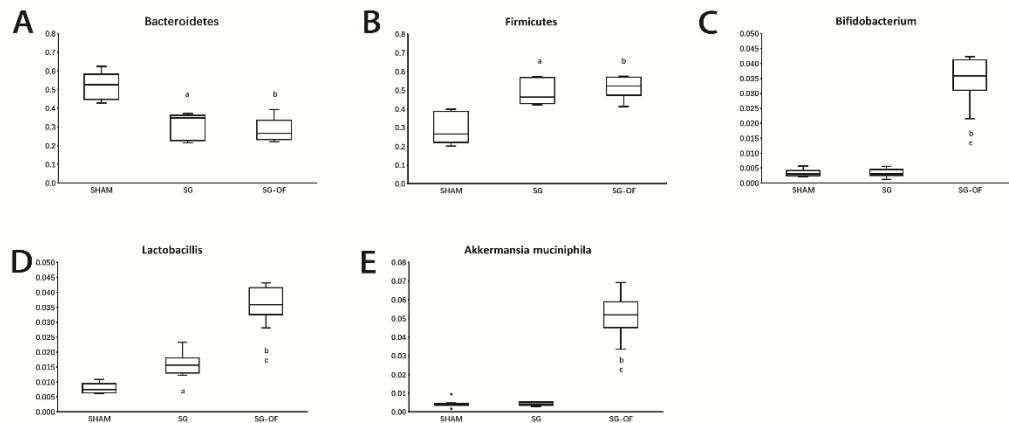 A
Bacteroidetes
0.8
0.7
0.6
0.5
0.4
0.3
0.2
0.1
0.0
a
b
SHAM SG SG-OF
B
Firmicutes
0.8
0.7
0.6
0.5
0.4
0.3
0.2
0.1
0.0
a
b
SHAM SG SG-OF
C
Bifidobacterium
0.050
0.045
0.040
0.035
0.030
0.025
0.020
0.015
0.010
0.005
0.000
b
c
SHAM SG SG-OF
D
Lactobacillis
0.050
0.045
0.040
0.035
0.030
0.025
0.020
0.015
0.010
0.005
0.000
a
b
c
SHAM SG SG-OF
E
Akkermansia muciniphila
0.08
0.07
0.06
0.05
0.04
0.03
0.02
0.01
0.00
b
c
SHAM SG SG-OF